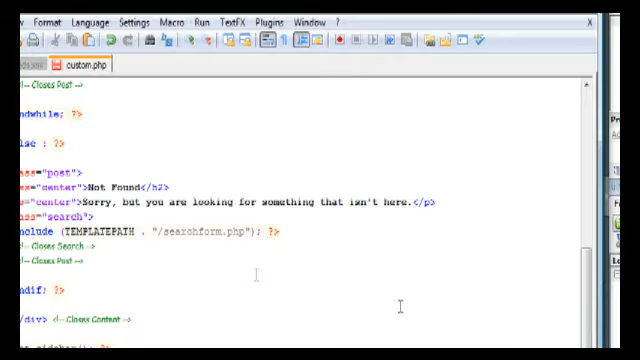 Format Language Settings Macro Run TextFX Plugins Window ? X
custom.php
!-- Closes Post -->
ndwhile; ?>
lse : ?>
ss="post">
ss="center">Not Found</h2>
s="center">Sorry, but you are looking for something that isn't here.</p>
ass="search">
nclude (TEMPLATEPATH . "/searchform.php"); ?>
!-- Closes Search -->
!-- Closes Post -->
ndif; ?>
/div> <!-- Closes Content -->
sidebar(); ?>